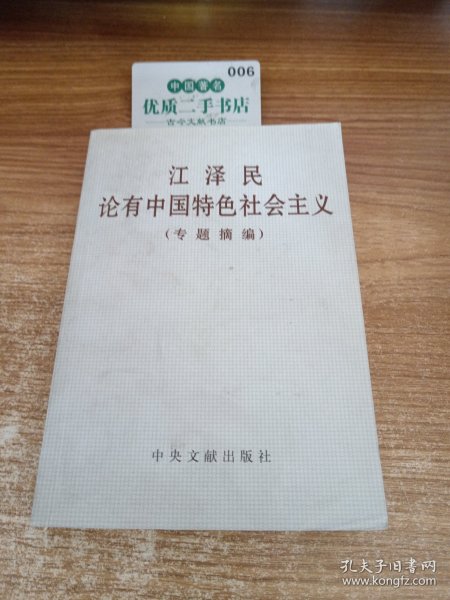 006
中国著名
优质二手书店
古今文献书店
江泽民
论有中国特色社会主义
(专题摘编)
中央文献出版社
孔夫子旧书网
www.kongfz.com